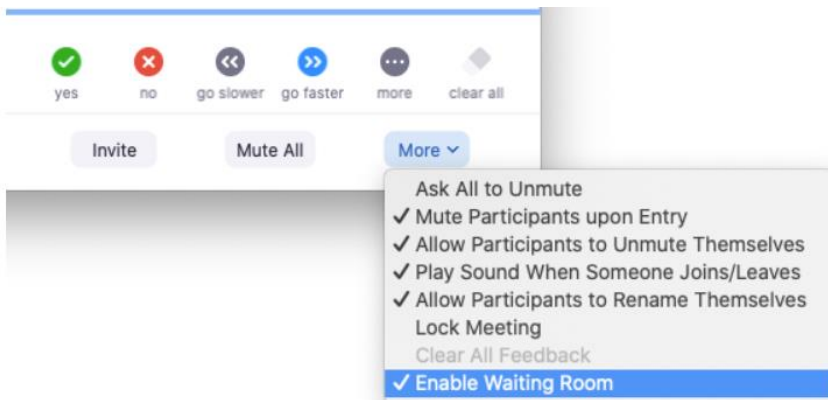 yes no go slower go faster more clear all
Invite Mute All More
Ask All to Unmute
✓ Mute Participants upon Entry
✓ Allow Participants to Unmute Themselves
✓ Play Sound When Someone Joins/Leaves
✓ Allow Participants to Rename Themselves
Lock Meeting
Clear All Feedback
✓ Enable Waiting Room